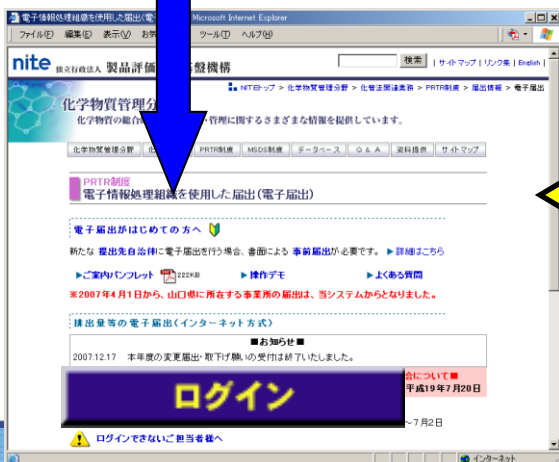 電子情報処理組織を使用した届出(電 Microsoft Internet Explorer
ファイル(F) 編集(E) 表示(V) お気 ツール(T) ヘルプ(H)
nite 独立行政法人 製品評価 盤機構
検索 | サイトマップ | リンク集 | English |
NITEトップ > 化学物質管理分野 > 化管法関連業務 > PRTR制度 > 届出情報 > 電子届出
化学物質管理分
化学物質の総合 管理に関するさまざまな情報を提供しています。
化学物質管理分野 PRTR制度 MSDS制度 データベース Q & A 資料提供 サイトマップ
PRTR制度
電子情報処理組織を使用した届出(電子届出)
電子届出がはじめての方へ
新たな 提出先自治体に電子届出を行う場合、書面による 事前届出が必要です。 ▶詳細はこちら
▶ご案内パンフレット 222KB ▶操作デモ ▶よくある質問
※2007年4月1日から、山口県に所在する事業所の届出は、当システムからとなりました。
排出量等の電子届出(インターネット方式)
■お知らせ■
2007.12.17 本年度の変更届出・取下げ願いの受付は終了いたしました。
会について■
平成19年7月20日
ログイン
~7月2日
ログインできないご担当者様へ
インターネット